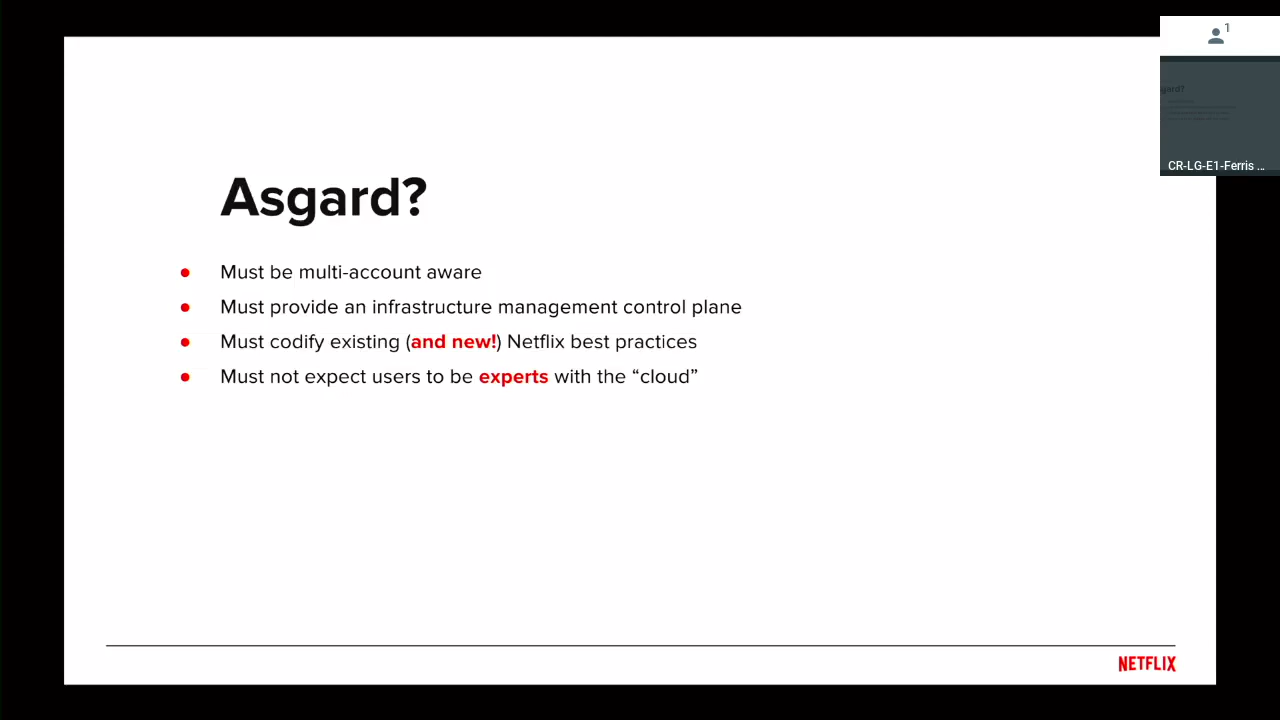 1
Asgard?
Must be multi-account aware
Must provide an infrastructure management control plane
Must codify existing (and new!) Netflix best practices
Must not expect users to be experts with the “cloud”
gard?
CR-LG-E1-Ferris ...
NETFLIX